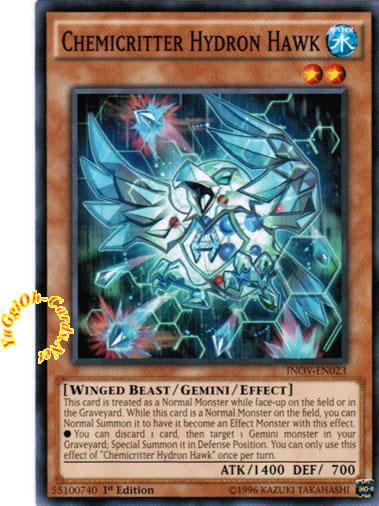 CHEMICRITTER HYDRON HAWK
WATER
水
H
INOV-EN023
YuGiOh-Cards.Net
[WINGED BEAST/GEMINI/EFFECT]
This card is treated as a Normal Monster while face-up on the field or in
the Graveyard. While this card is a Normal Monster on the field, you can
Normal Summon it to have it become an Effect Monster with this effect.
●You can discard 1 card, then target 1 Gemini monster in your
Graveyard; Special Summon it in Defense Position. You can only use this
effect of "Chemicritter Hydron Hawk" once per turn.
ATK/1400 DEF/ 700
55100740 1st Edition ©1996 KAZUKI TAKAHASHI